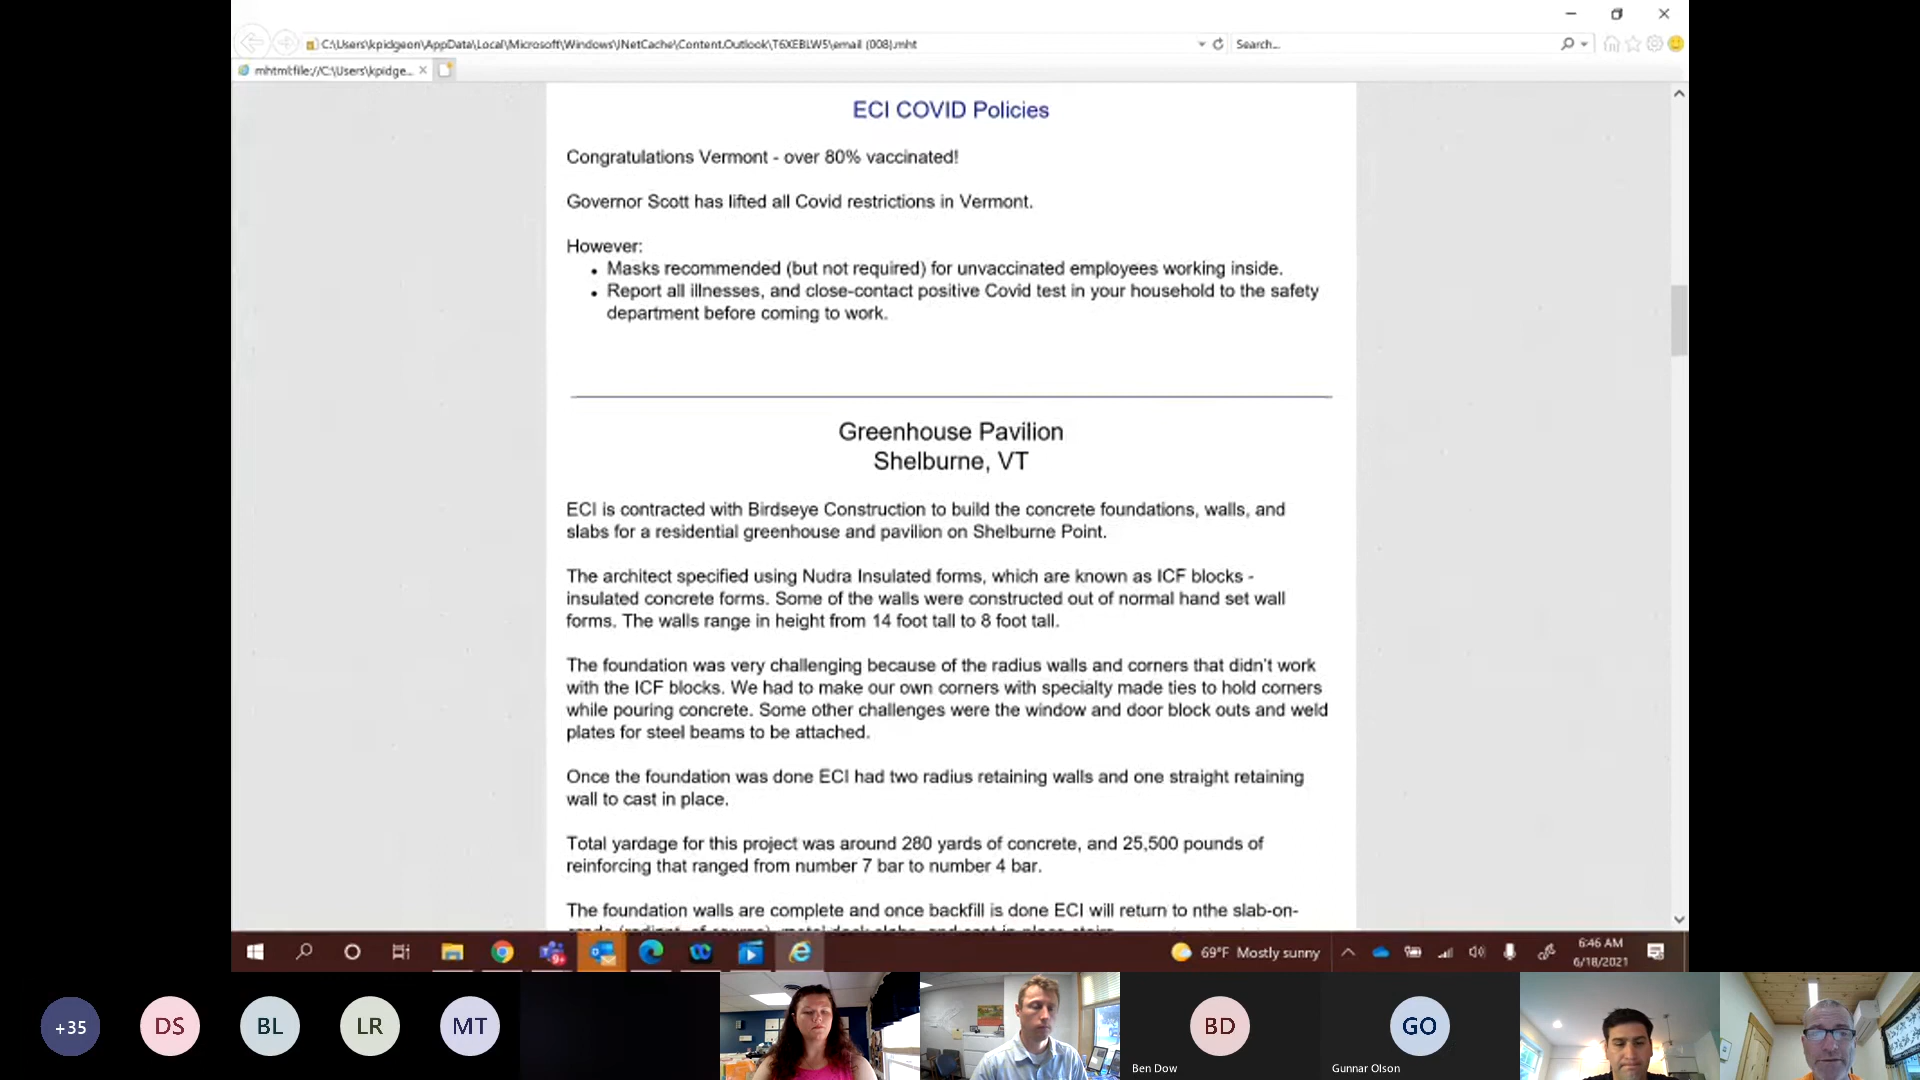 C:\Users\kpidgeon\AppData\Local\Microsoft\Windows\INetCache\Content.Outlook\T6XEBLW5\email (008).mht
Search...
mhtml:file://C:\Users\kpidge...
ECI COVID Policies
Congratulations Vermont - over 80% vaccinated!
Governor Scott has lifted all Covid restrictions in Vermont.
However:
• Masks recommended (but not required) for unvaccinated employees working inside.
• Report all illnesses, and close-contact positive Covid test in your household to the safety
department before coming to work.
Greenhouse Pavilion
Shelburne, VT
ECI is contracted with Birdseye Construction to build the concrete foundations, walls, and
slabs for a residential greenhouse and pavilion on Shelburne Point.
The architect specified using Nudra Insulated forms, which are known as ICF blocks -
insulated concrete forms. Some of the walls were constructed out of normal hand set wall
forms. The walls range in height from 14 foot tall to 8 foot tall.
The foundation was very challenging because of the radius walls and corners that didn't work
with the ICF blocks. We had to make our own corners with specialty made ties to hold corners
while pouring concrete. Some other challenges were the window and door block outs and weld
plates for steel beams to be attached.
Once the foundation was done ECI had two radius retaining walls and one straight retaining
wall to cast in place.
Total yardage for this project was around 280 yards of concrete, and 25,500 pounds of
reinforcing that ranged from number 7 bar to number 4 bar.
The foundation walls are complete and once backfill is done ECI will return to nthe slab-on-
69°F Mostly sunny
6:46 AM
6/18/2021
+35
DS
BL
LR
MT
BD
Ben Dow
GO
Gunnar Olson